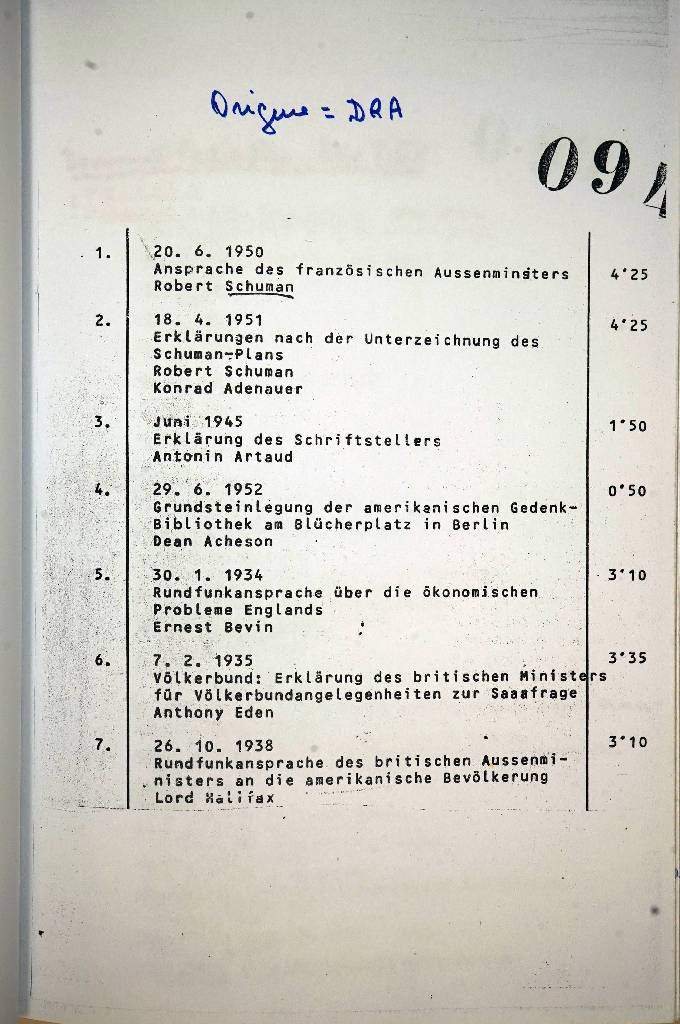 Origine = DRA
094
1. 20. 6. 1950
Ansprache des französischen Aussenministers 4'25
Robert Schuman
2. 18. 4. 1951 4'25
Erklärungen nach der Unterzeichnung des
Schuman-Plans
Robert Schuman
Konrad Adenauer
3. Juni 1945 1'50
Erklärung des Schriftstellers
Antonin Artaud
4. 29. 6. 1952 0'50
Grundsteinlegung der amerikanischen Gedenk-
Bibliothek am Blücherplatz in Berlin
Dean Acheson
5. 30. 1. 1934 3'10
Rundfunkansprache über die ökonomischen
Probleme Englands
Ernest Bevin
6. 7. 2. 1935 3'35
Völkerbund: Erklärung des britischen Ministers
für Völkerbundangelegenheiten zur Saaafrage
Anthony Eden
7. 26. 10. 1938 3'10
Rundfunkansprache des britischen Aussenmi-
nisters an die amerikanische Bevölkerung
Lord Halifax